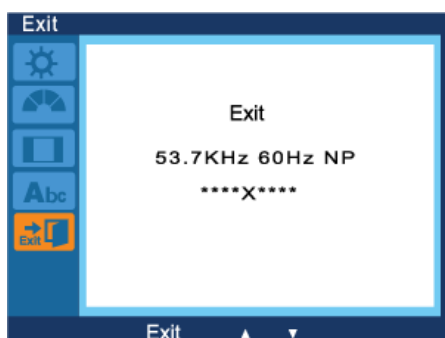 Exit
Abc
Exit
Exit
53.7KHz 60Hz NP
****X****
Exit ▲ ▼